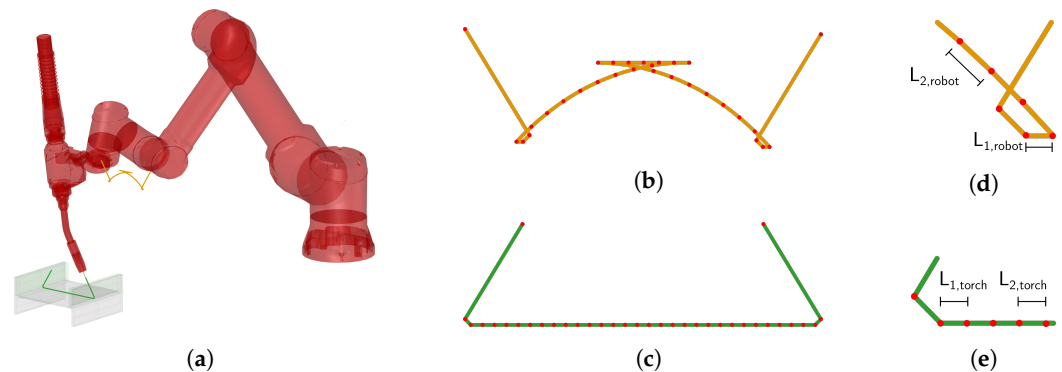 L2,robot
L1,robot
(b)
(d)
L1,torch
L2,torch
(a)
(c)
(e)